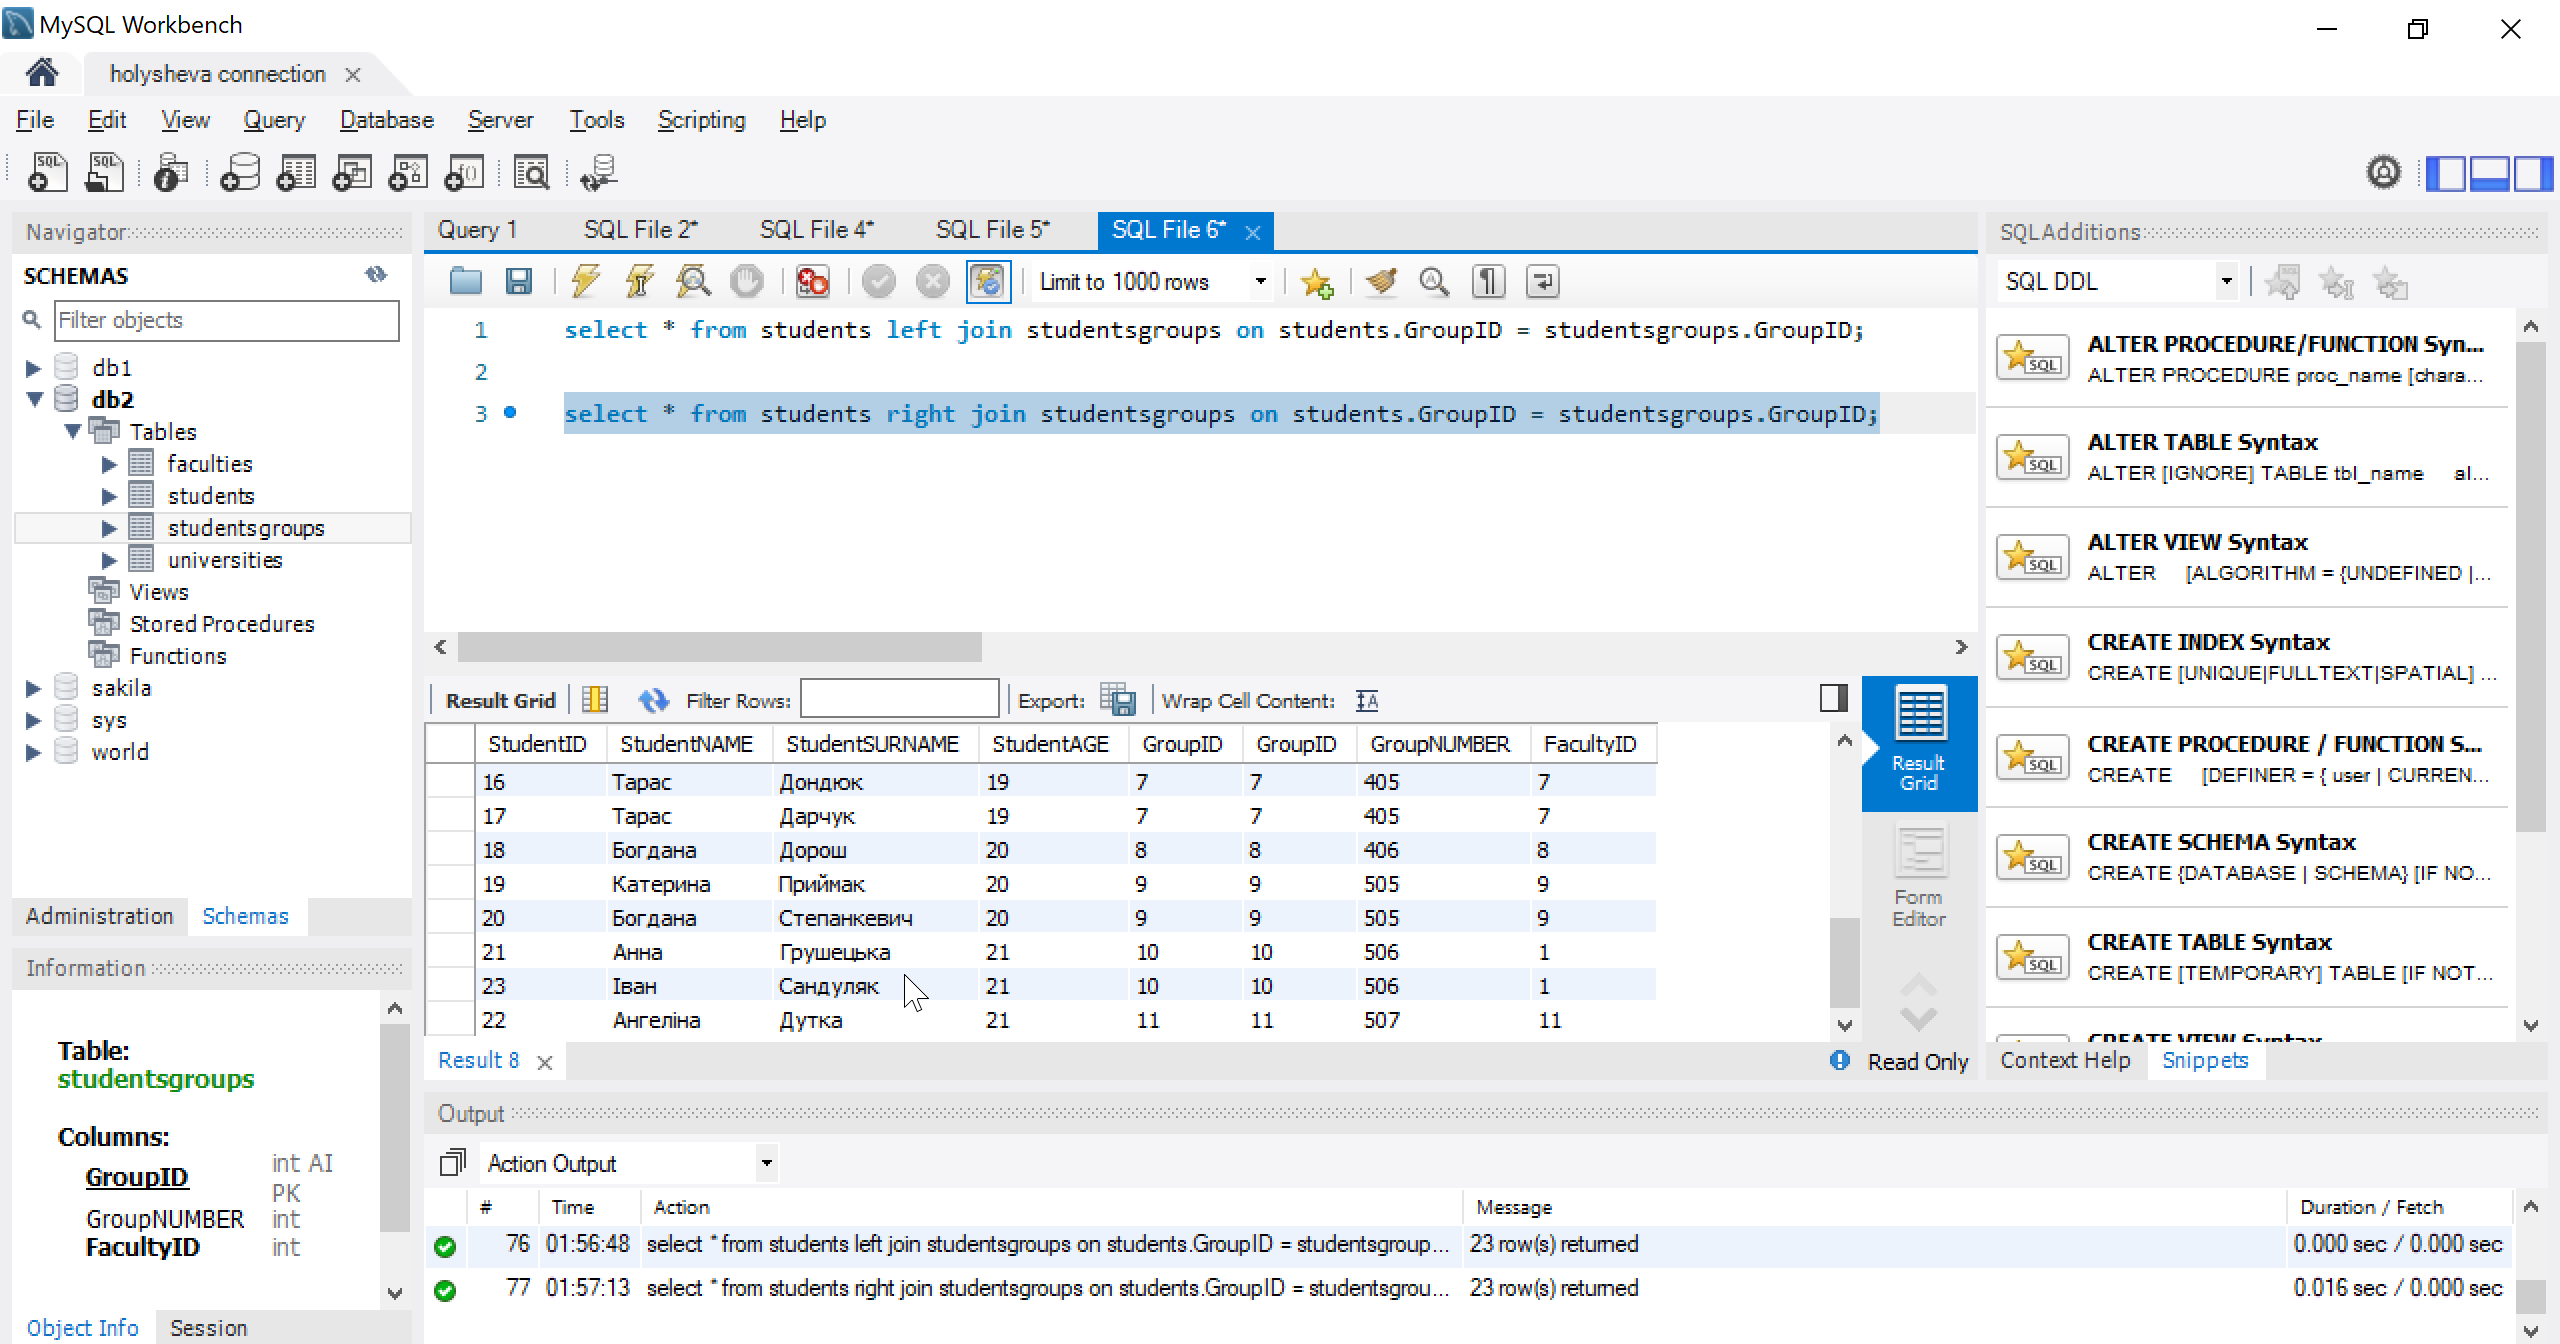 MySQL Workbench
holysheva connection
File Edit View Query Database Server Tools Scripting Help
Navigator
SCHEMAS
Filter objects
db1
db2
Tables
faculties
students
studentsgroups
universities
Views
Stored Procedures
Functions
sakila
sys
world
Administration Schemas
Information
Table:
studentsgroups
Columns:
GroupID int AI
PK
GroupNUMBER int
FacultyID int
Object Info Session
Query 1 SQL File 2* SQL File 4* SQL File 5* SQL File 6*
Limit to 1000 rows
1 select * from students left join studentsgroups on students.GroupID = studentsgroups.GroupID;
2
3 select * from students right join studentsgroups on students.GroupID = studentsgroups.GroupID;
Result Grid Filter Rows: Export: Wrap Cell Content:
StudentID StudentNAME StudentSURNAME StudentAGE GroupID GroupID GroupNUMBER FacultyID
16 Тарас Дондюк 19 7 7 405 7
17 Тарас Дарчук 19 7 7 405 7
18 Богдана Дорош 20 8 8 406 8
19 Катерина Приймак 20 9 9 505 9
20 Богдана Степанкевич 20 9 9 505 9
21 Анна Грушецька 21 10 10 506 1
23 Іван Сандуляк 21 10 10 506 1
22 Ангеліна Дутка 21 11 11 507 11
Result
Grid
Form
Editor
Result 8
Read Only
SQLAdditions
SQL DDL
ALTER PROCEDURE/FUNCTION Syn...
ALTER PROCEDURE proc_name [chara...
ALTER TABLE Syntax
ALTER [IGNORE] TABLE tbl_name al...
ALTER VIEW Syntax
ALTER [ALGORITHM = {UNDEFINED |...
CREATE INDEX Syntax
CREATE [UNIQUE|FULLTEXT|SPATIAL] ...
CREATE PROCEDURE / FUNCTION S...
CREATE [DEFINER = { user | CURREN...
CREATE SCHEMA Syntax
CREATE {DATABASE | SCHEMA} [IF NO...
CREATE TABLE Syntax
CREATE [TEMPORARY] TABLE [IF NOT...
CREATE VIEW Syntax
Context Help Snippets
Output
Action Output
# Time Action Message Duration / Fetch
76 01:56:48 select * from students left join studentsgroups on students.GroupID = studentsgroup... 23 row(s) returned 0.000 sec / 0.000 sec
77 01:57:13 select * from students right join studentsgroups on students.GroupID = studentsgrou... 23 row(s) returned 0.016 sec / 0.000 sec